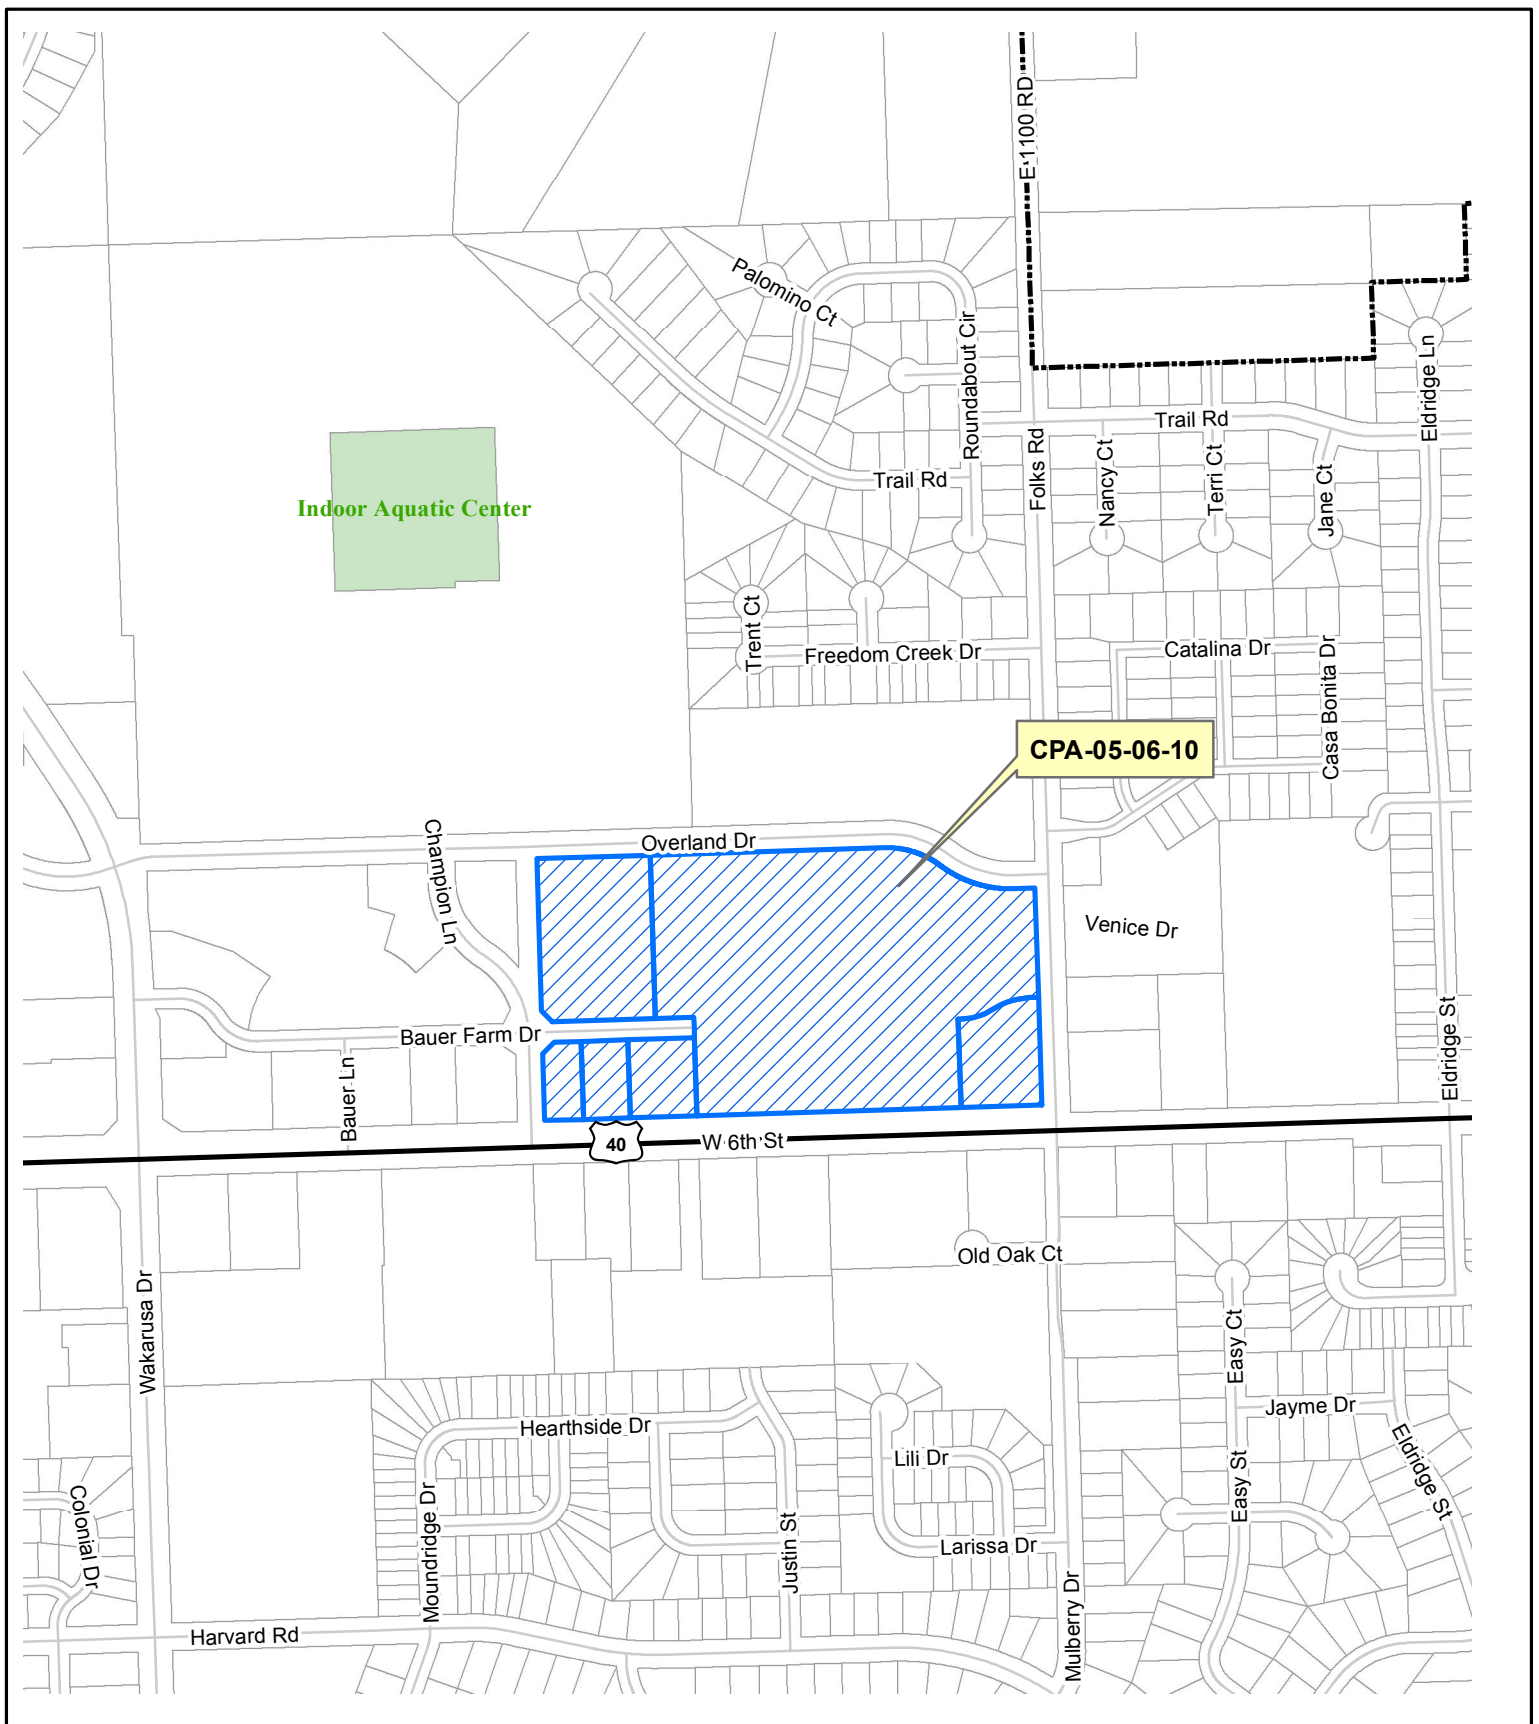 E 1100 RD
Palomino Ct
Roundabout Cir
Eldridge Ln
Trail Rd
Folks Rd
Nancy Ct
Terri Ct
Jane Ct
Trail Rd
Indoor Aquatic Center
Trent Ct
Freedom Creek Dr
Catalina Dr
Casa Bonita Dr
CPA-05-06-10
Champion Ln
Overland Dr
Venice Dr
Bauer Farm Dr
Bauer Ln
Eldridge St
40
W 6th St
Old Oak Ct
Wakarusa Dr
Easy Ct
Jayme Dr
Hearthside Dr
Lili Dr
Eldridge St
Easy St
Colonial Dr
Moundridge Dr
Justin St
Larissa Dr
Mulberry Dr
Harvard Rd